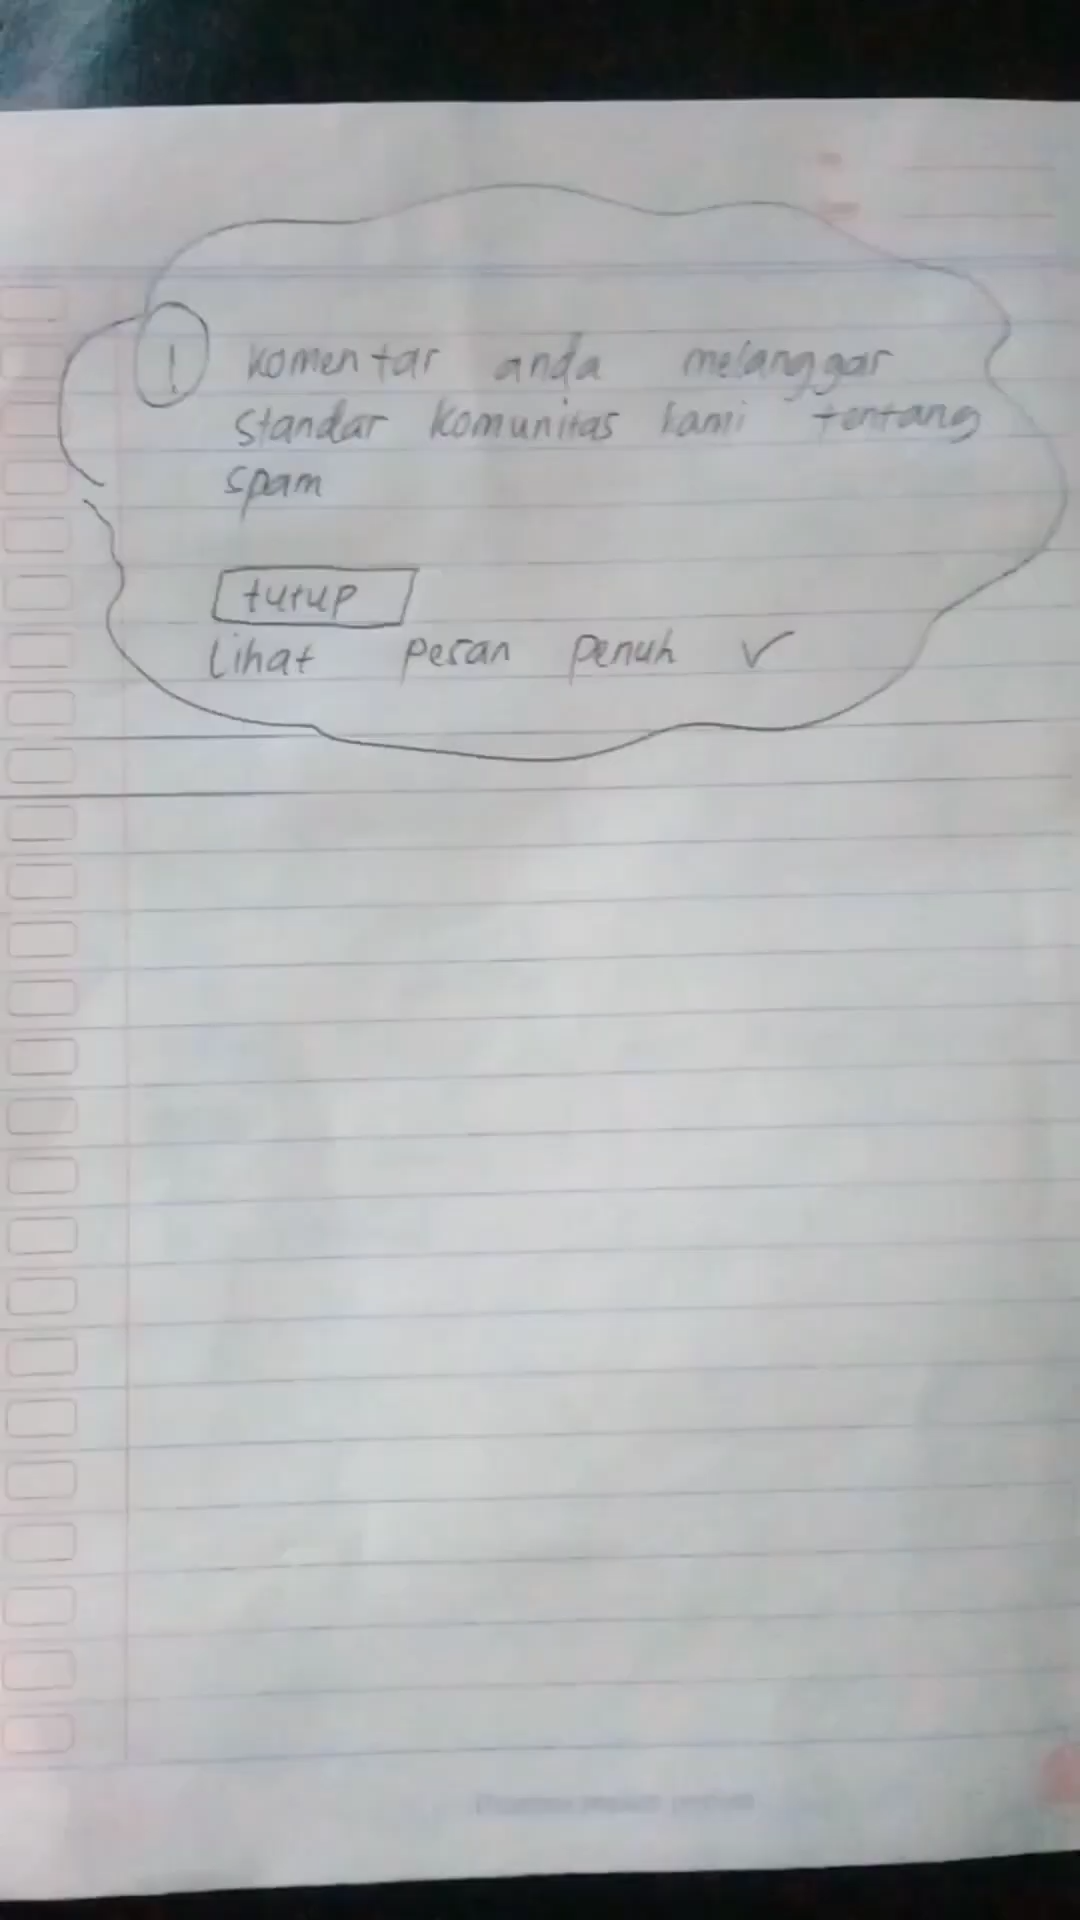 ! komentar anda melanggar
standar komunitas kami tentang
spam
tutup
Lihat pesan penuh